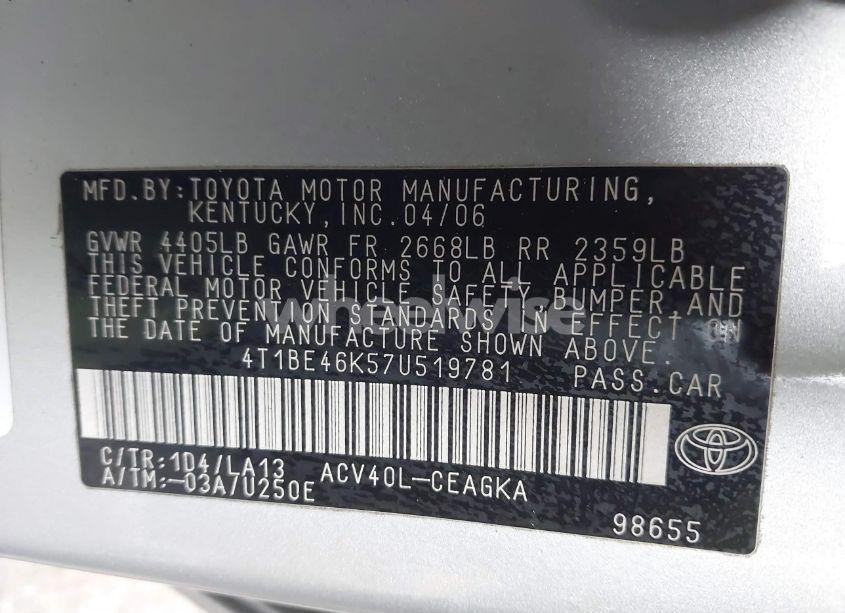 MFD.BY:TOYOTA MOTOR MANUFACTURING,
KENTUCKY,INC.04/06
GVWR 4405LB GAWR FR 2668LB RR 2359LB
THIS VEHICLE CONFORMS TO ALL APPLICABLE
FEDERAL MOTOR VEHICLE SAFETY,BUMPER,AND
THEFT PREVENTION STANDARDS IN EFFECT ON
THE DATE OF MANUFACTURE SHOWN ABOVE.
wheelwise
4T1BE46K57U519781 PASS.CAR
C/TR:1D4/LA13 ACV40L-CEAGKA
A/TM:-03A/U250E
98655